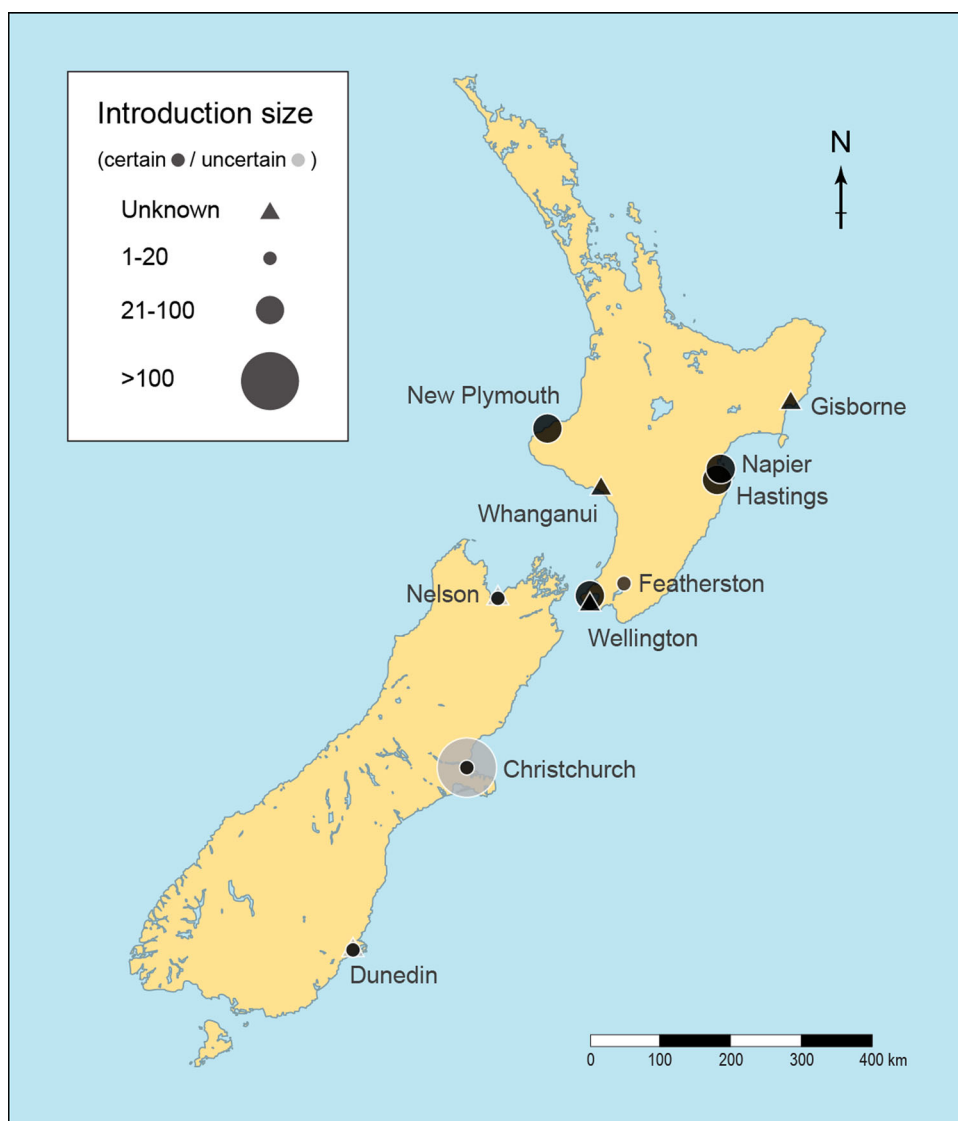 Introduction size
(certain / uncertain )
Unknown
1-20
21-100
>100
N
New Plymouth
Gisborne
Napier
Hastings
Whanganui
Featherston
Nelson
Wellington
Christchurch
Dunedin
0 100 200 300 400 km